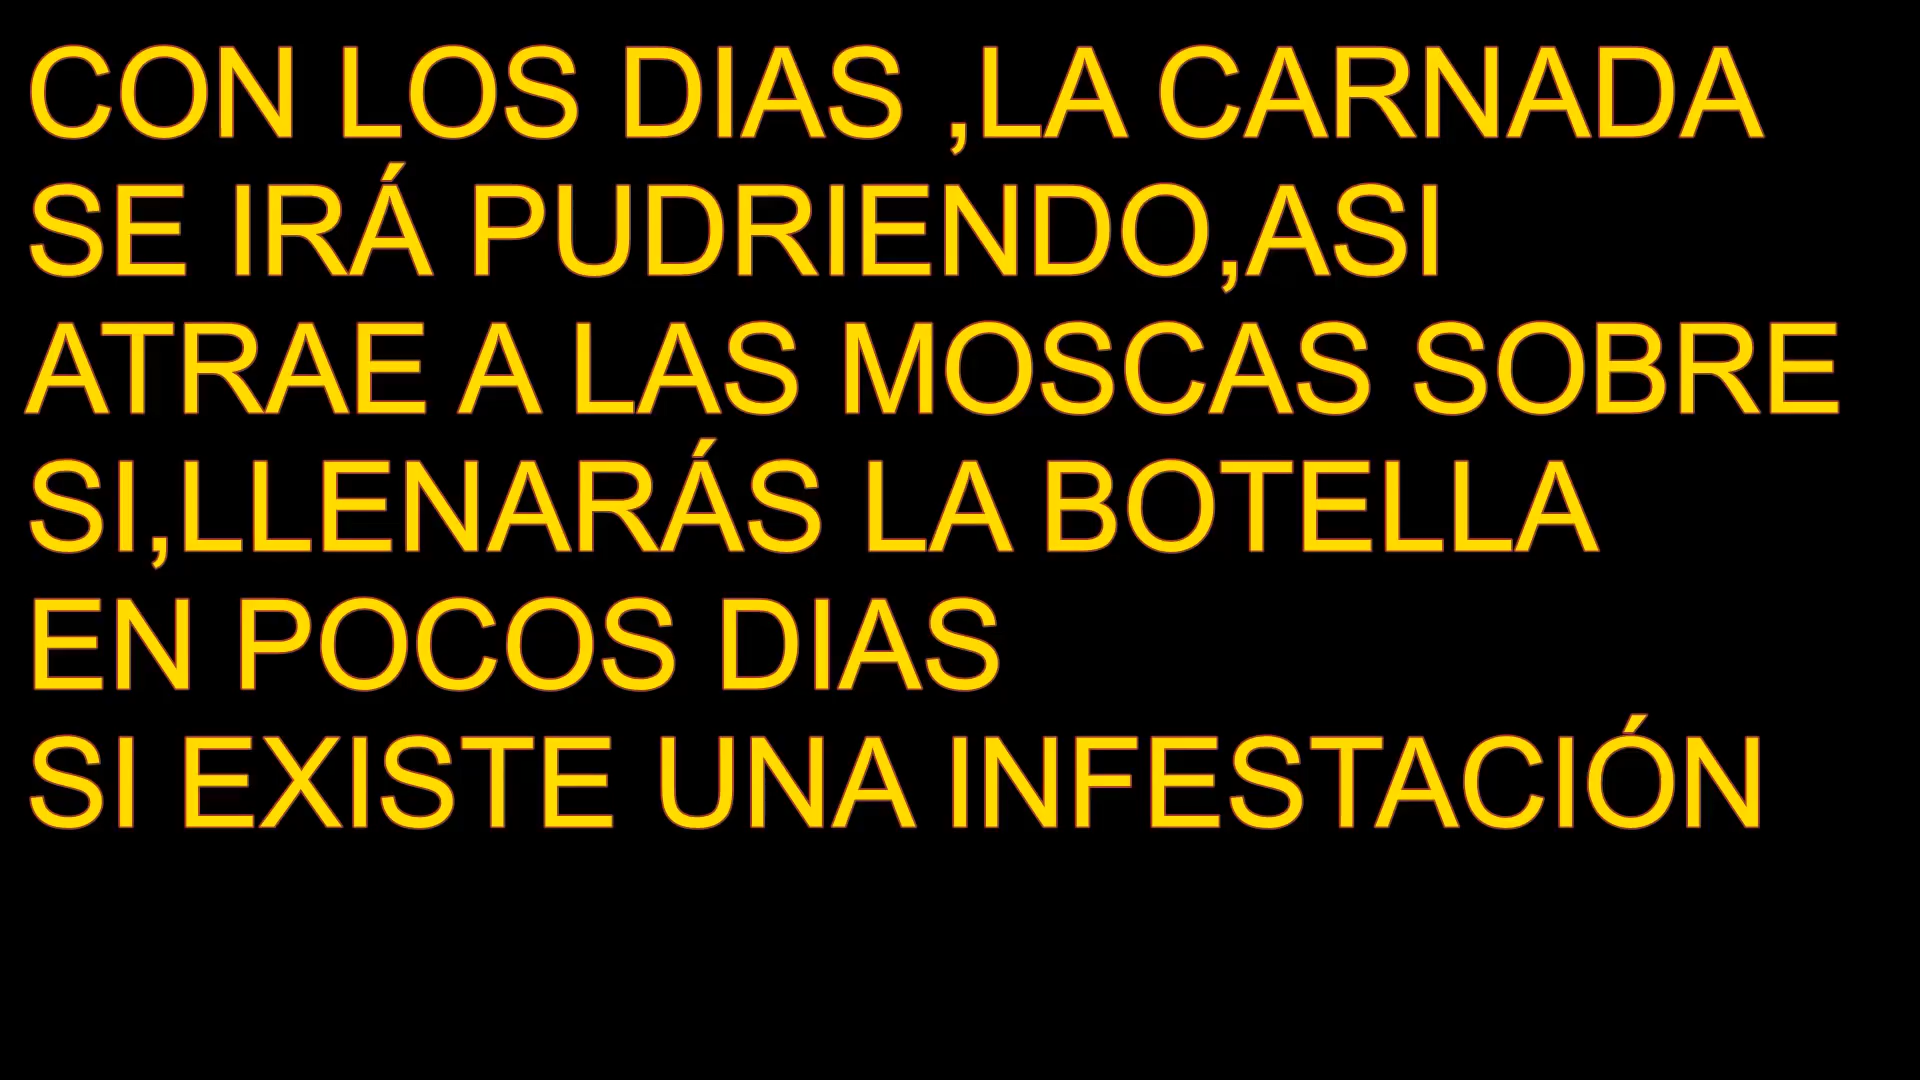 CON LOS DIAS ,LA CARNADA
SE IRÁ PUDRIENDO,ASI
ATRAE A LAS MOSCAS SOBRE
SI,LLENARÁS LA BOTELLA
EN POCOS DIAS
SI EXISTE UNA INFESTACIÓN